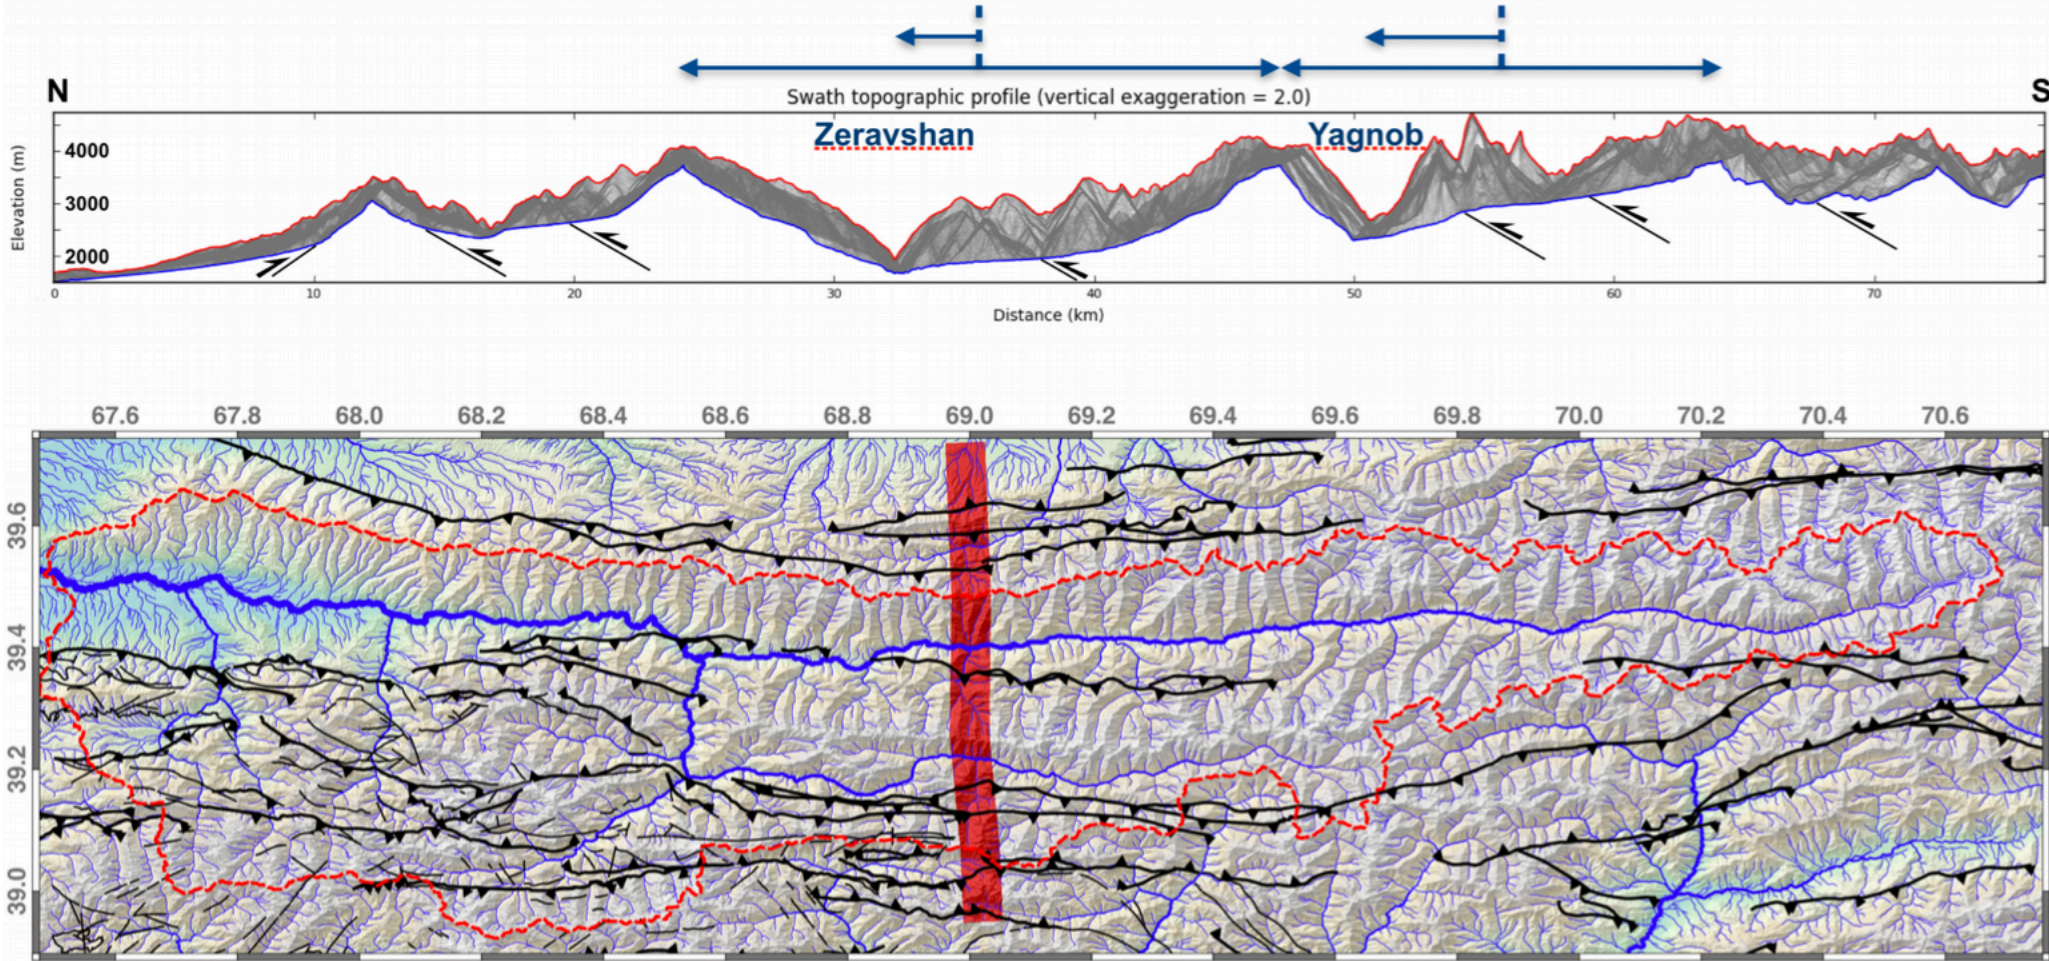 N
S
Swath topographic profile (vertical exaggeration = 2.0)
Zeravshan
Yagnob
Elevation (m)
4000
3000
2000
0 10 20 30 40 50 60 70
Distance (km)
67.6 67.8 68.0 68.2 68.4 68.6 68.8 69.0 69.2 69.4 69.6 69.8 70.0 70.2 70.4 70.6
39.6
39.4
39.2
39.0